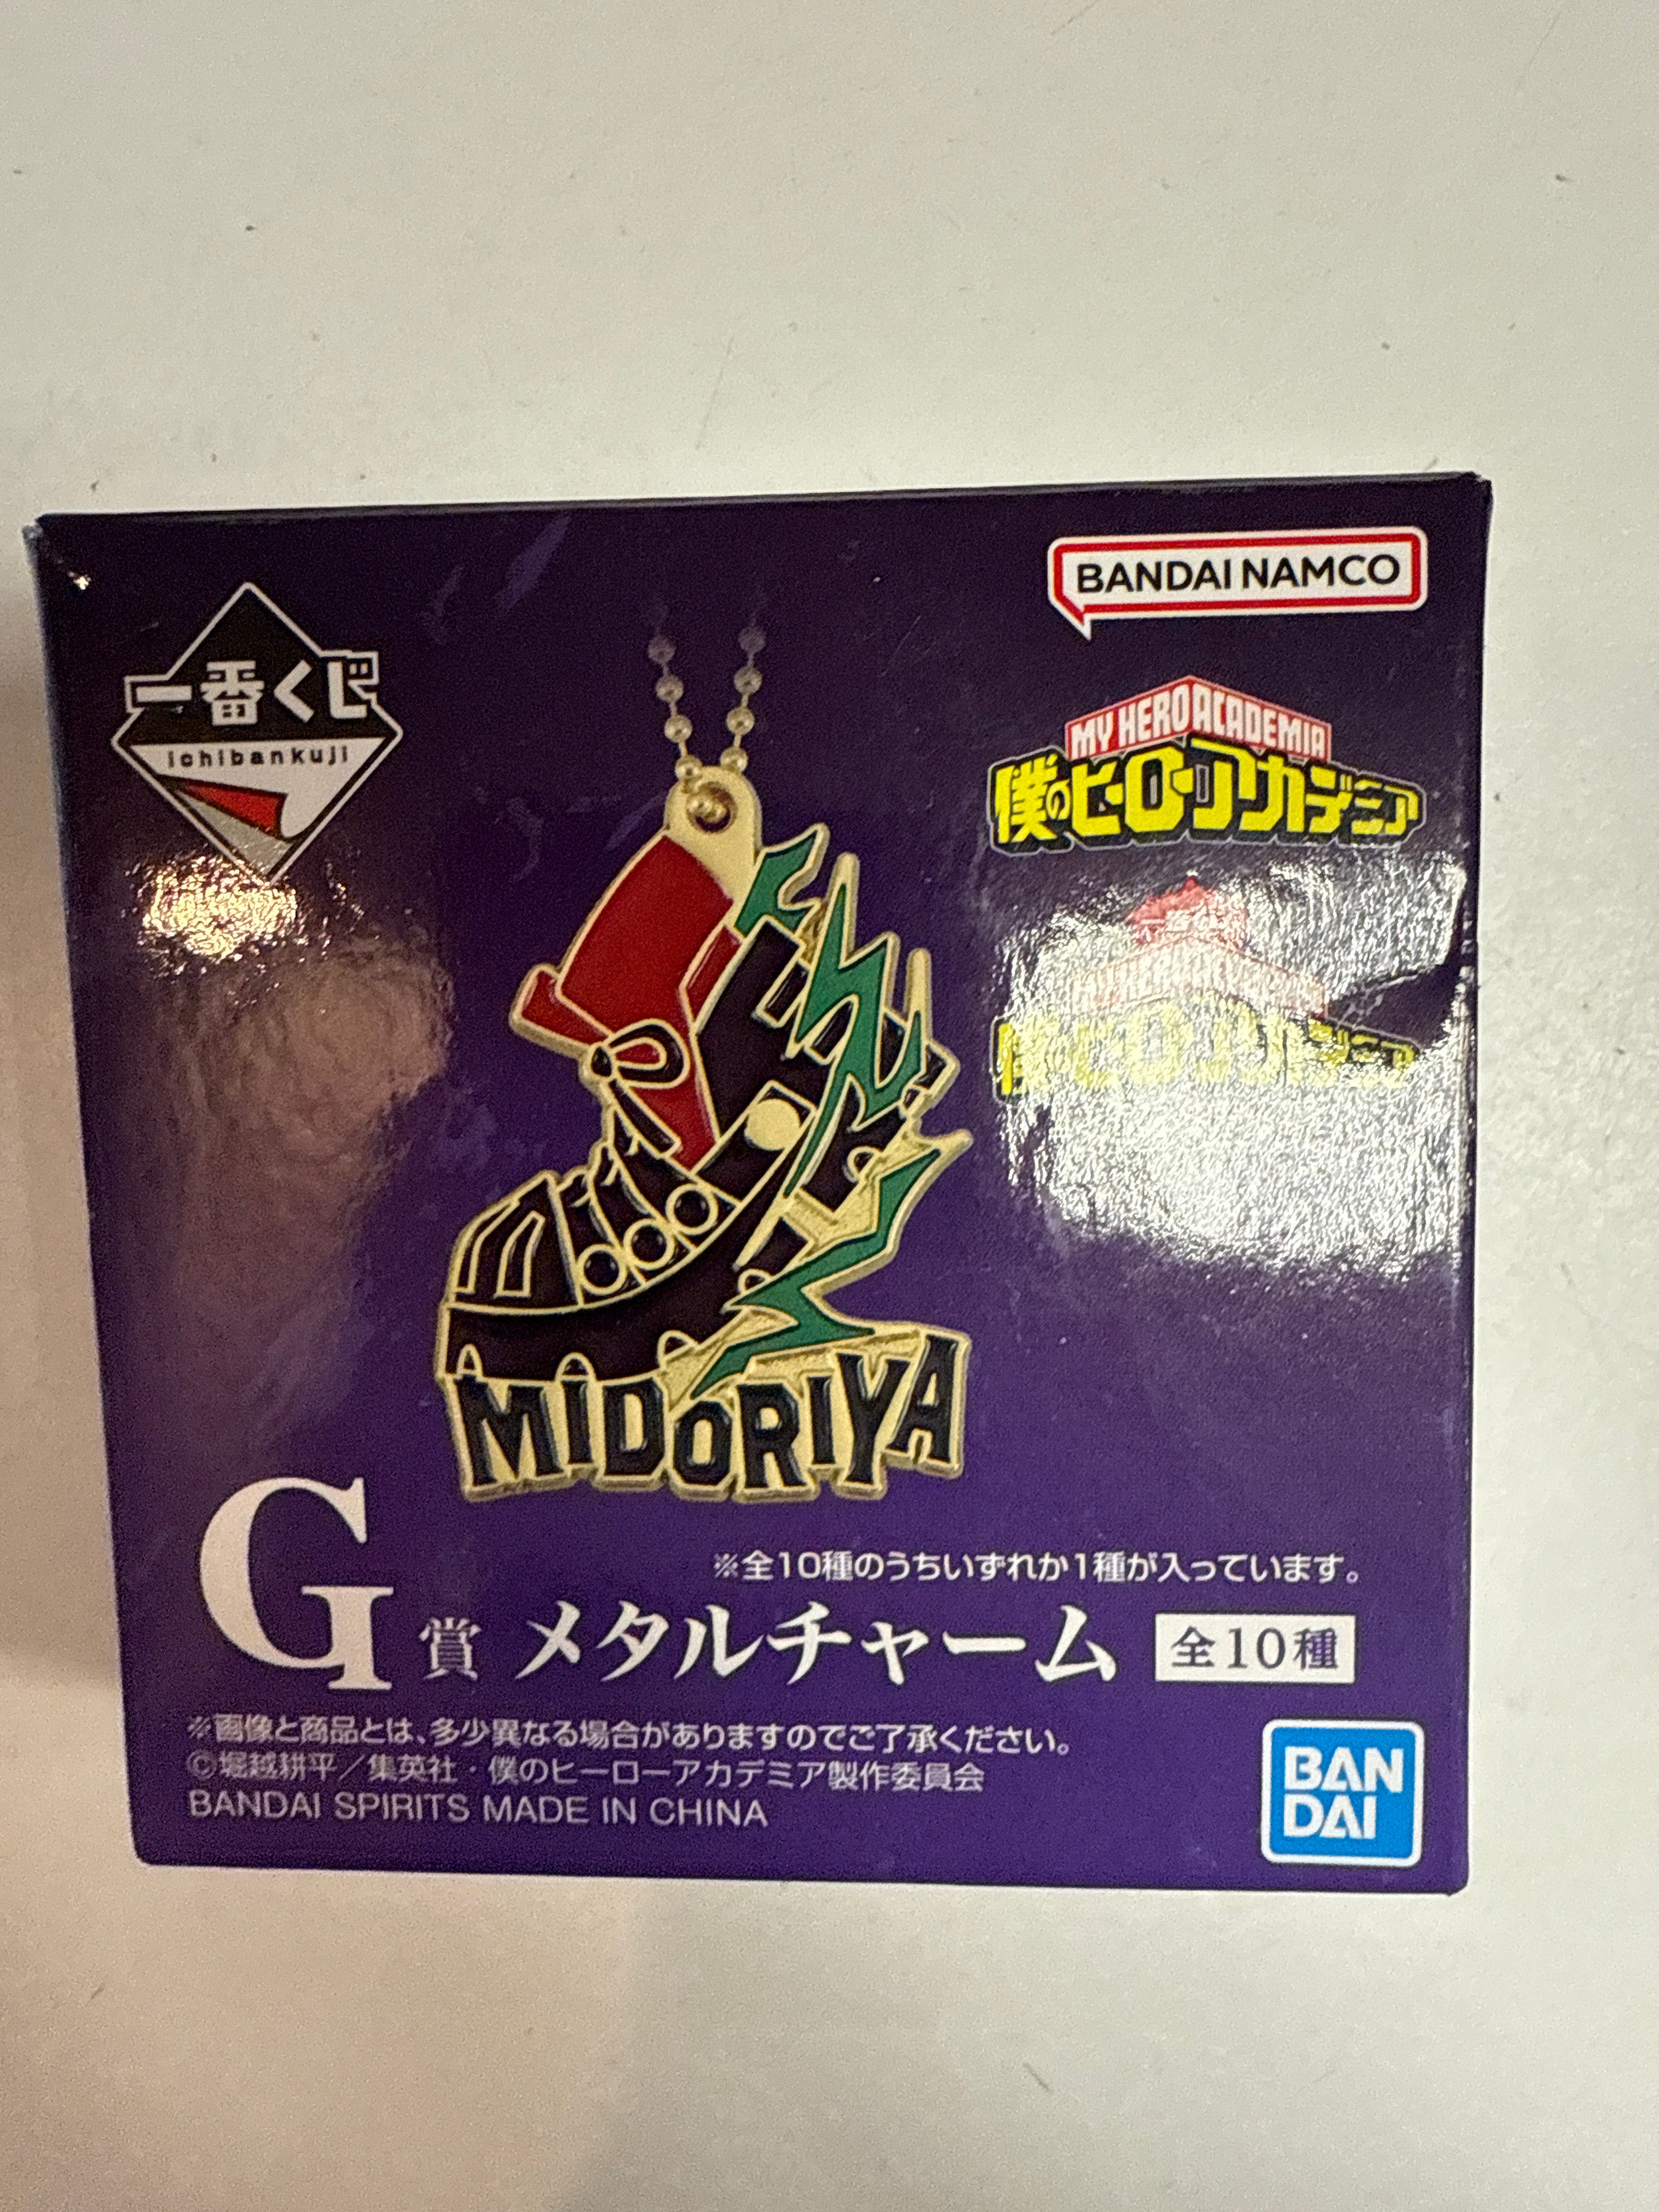 BANDAI NAMCO
一番くじ
ichibankuji
MY HERO ACADEMIA
僕のヒーローアカデミア
MIDORIYA
※全10種のうちいずれか1種が入っています。
G賞 メタルチャーム 全10種
※画像と商品とは、多少異なる場合がありますのでご了承ください。
©堀越耕平／集英社・僕のヒーローアカデミア製作委員会
BANDAI SPIRITS MADE IN CHINA
BAN
DAI